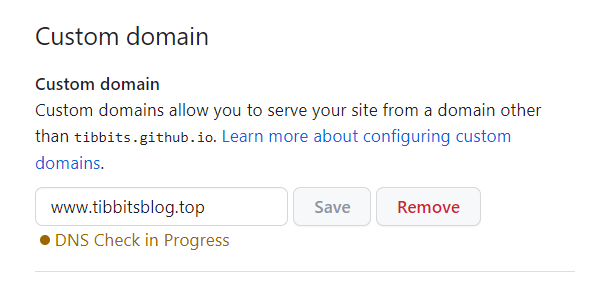 Custom domain
Custom domain
Custom domains allow you to serve your site from a domain other
than tibbits.github.io. Learn more about configuring custom
domains.
www.tibbitsblog.top Save Remove
DNS Check in Progress